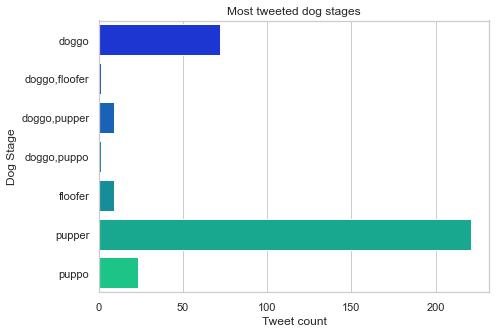 Most tweeted dog stages
Dog Stage
doggo
doggo,floofer
doggo,pupper
doggo,puppo
floofer
pupper
puppo
0 50 100 150 200
Tweet count